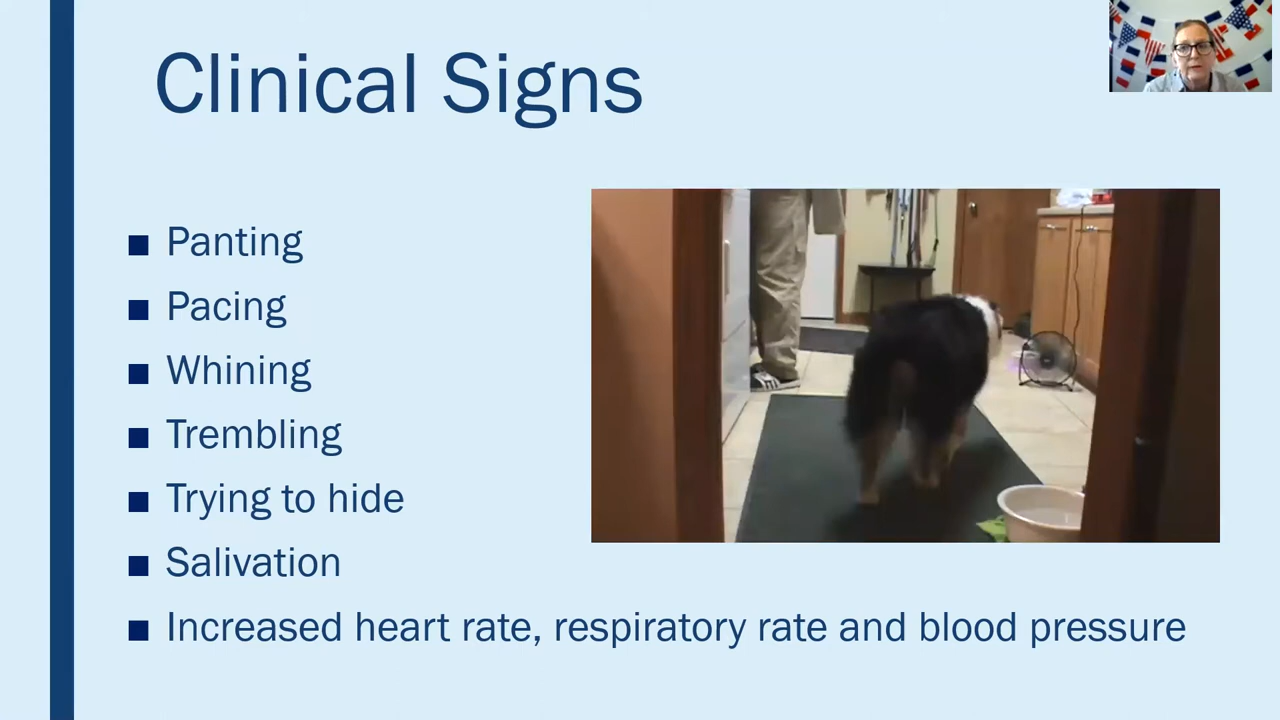 Clinical Signs
Panting
Pacing
Whining
Trembling
Trying to hide
Salivation
Increased heart rate, respiratory rate and blood pressure